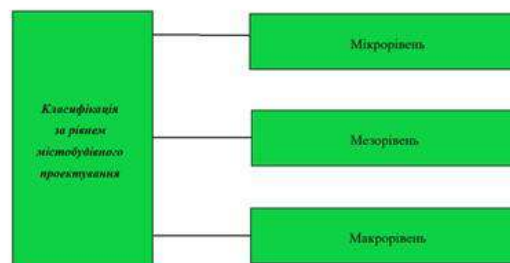 Класифікація
за рівнем
містобудівного
проектування
Мікрорівень
Мезорівень
Макрорівень